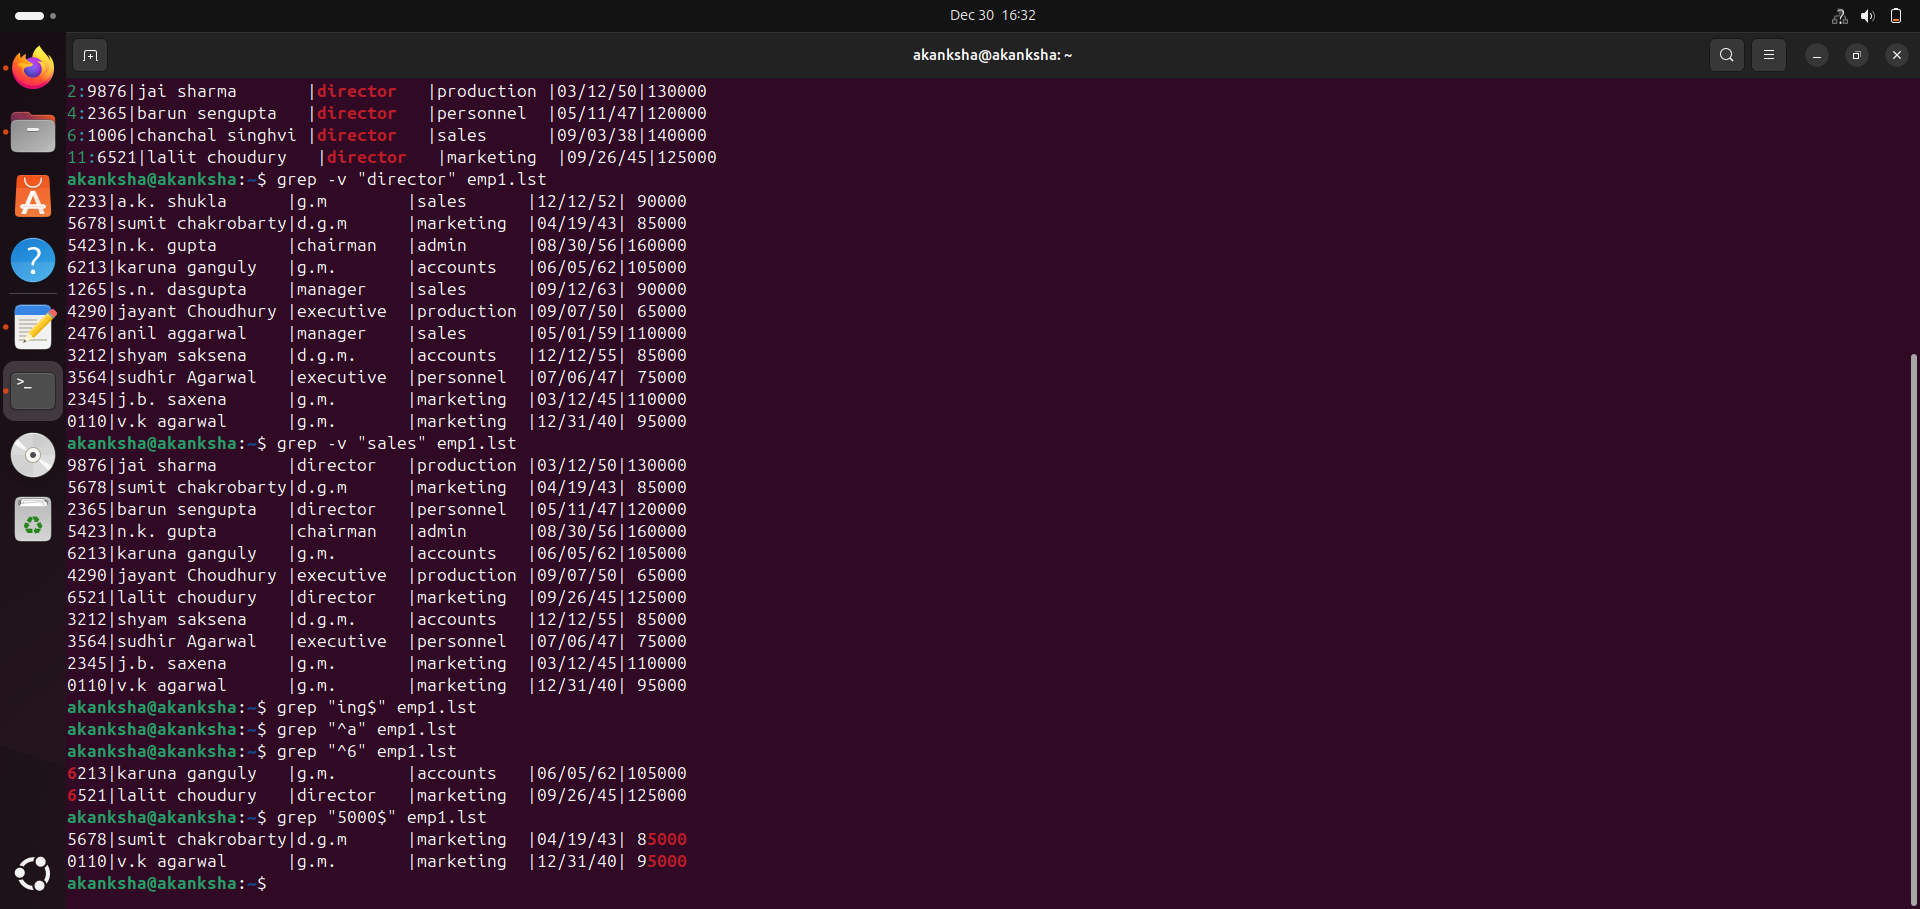 Dec 30 16:32
akanksha@akanksha: ~
2:9876|jai sharma       |director   |production |03/12/50|130000
4:2365|barun sengupta   |director   |personnel  |05/11/47|120000
6:1006|chanchal singhvi |director   |sales      |09/03/38|140000
11:6521|lalit choudury   |director   |marketing  |09/26/45|125000
akanksha@akanksha:~$ grep -v "director" emp1.lst
2233|a.k. shukla      |g.m        |sales      |12/12/52| 90000
5678|sumit chakrobarty|d.g.m      |marketing  |04/19/43| 85000
5423|n.k. gupta       |chairman   |admin      |08/30/56|160000
6213|karuna ganguly   |g.m.       |accounts   |06/05/62|105000
1265|s.n. dasgupta    |manager    |sales      |09/12/63| 90000
4290|jayant Choudhury |executive  |production |09/07/50| 65000
2476|anil aggarwal    |manager    |sales      |05/01/59|110000
3212|shyam saksena    |d.g.m.     |accounts   |12/12/55| 85000
3564|sudhir Agarwal   |executive  |personnel  |07/06/47| 75000
2345|j.b. saxena      |g.m.       |marketing  |03/12/45|110000
0110|v.k agarwal      |g.m.       |marketing  |12/31/40| 95000
akanksha@akanksha:~$ grep -v "sales" emp1.lst
9876|jai sharma       |director   |production |03/12/50|130000
5678|sumit chakrobarty|d.g.m      |marketing  |04/19/43| 85000
2365|barun sengupta   |director   |personnel  |05/11/47|120000
5423|n.k. gupta       |chairman   |admin      |08/30/56|160000
6213|karuna ganguly   |g.m.       |accounts   |06/05/62|105000
4290|jayant Choudhury |executive  |production |09/07/50| 65000
6521|lalit choudury   |director   |marketing  |09/26/45|125000
3212|shyam saksena    |d.g.m.     |accounts   |12/12/55| 85000
3564|sudhir Agarwal   |executive  |personnel  |07/06/47| 75000
2345|j.b. saxena      |g.m.       |marketing  |03/12/45|110000
0110|v.k agarwal      |g.m.       |marketing  |12/31/40| 95000
akanksha@akanksha:~$ grep "ing$" emp1.lst
akanksha@akanksha:~$ grep "^a" emp1.lst
akanksha@akanksha:~$ grep "^6" emp1.lst
6213|karuna ganguly   |g.m.       |accounts   |06/05/62|105000
6521|lalit choudury   |director   |marketing  |09/26/45|125000
akanksha@akanksha:~$ grep "5000$" emp1.lst
5678|sumit chakrobarty|d.g.m      |marketing  |04/19/43| 85000
0110|v.k agarwal      |g.m.       |marketing  |12/31/40| 95000
akanksha@akanksha:~$